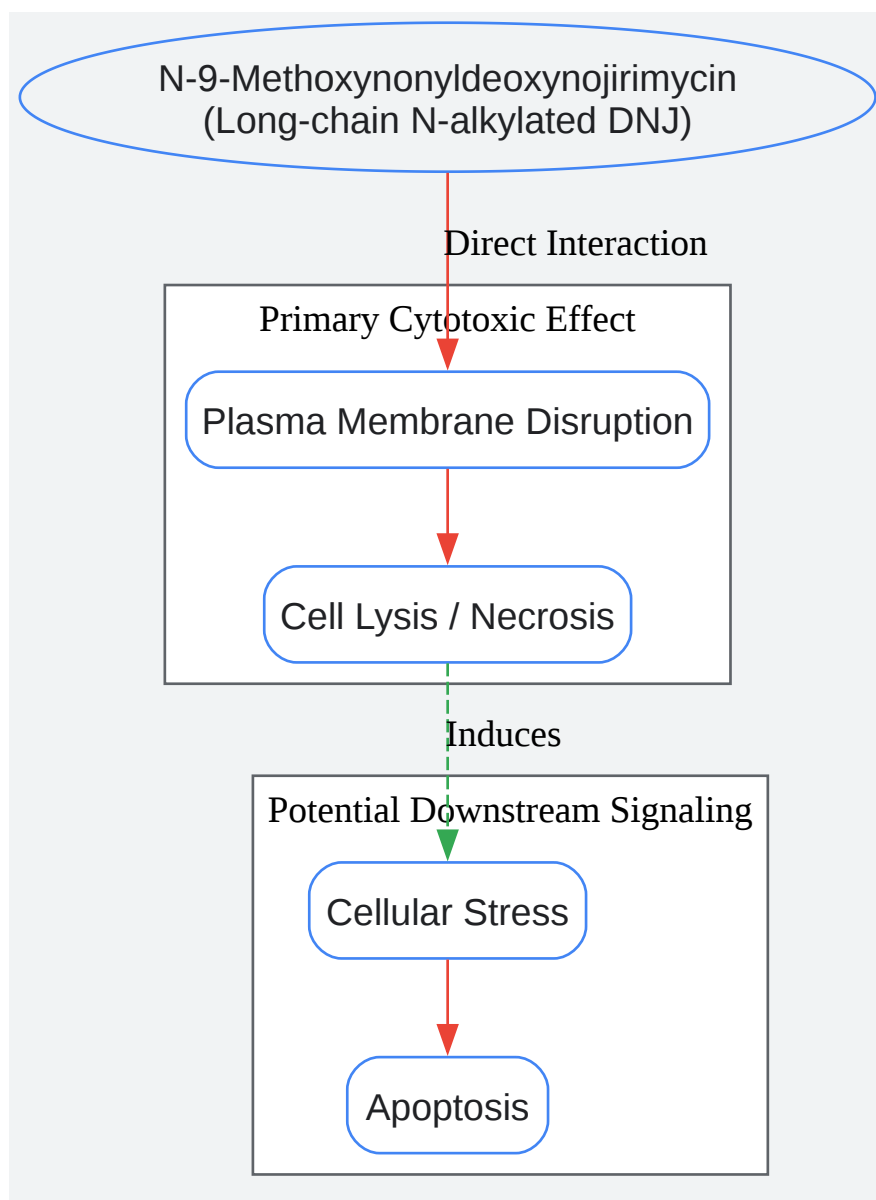 N-9-Methoxynonyldeoxynojirimycin
(Long-chain N-alkylated DNJ)
Direct Interaction
Primary Cytotoxic Effect
Plasma Membrane Disruption
Cell Lysis / Necrosis
Induces
Potential Downstream Signaling
Cellular Stress
Apoptosis